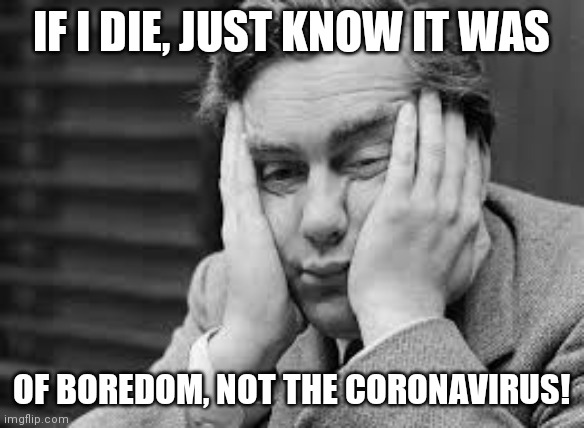 IF I DIE, JUST KNOW IT WAS
OF BOREDOM, NOT THE CORONAVIRUS!
imgflip.com